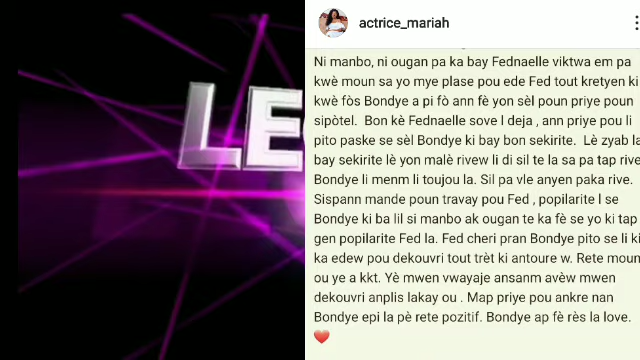 LE
actrice_mariah
Ni manbo, ni ougan pa ka bay Fednaelle viktwa em pa
kwè moun sa yo mye plase pou ede Fed tout kretyen ki
kwè fòs Bondye a pi fò ann fè yon sèl poun priye poun
sipòtel. Bon kè Fednaelle sove l deja , ann priye pou li
pito paske se sèl Bondye ki bay bon sekirite. Lè zyab la
bay sekirite lè yon malè rivew li di sil te la sa pa tap rive
Bondye li menm li toujou la. Sil pa vle anyen paka rive.
Sispann mande poun travay pou Fed , popilarite l se
Bondye ki ba lil si manbo ak ougan te ka fè se yo ki tap
gen popilarite Fed la. Fed cheri pran Bondye pito se li ki
ka edew pou dekouvri tout trèt ki antoure w. Rete moun
ou ye a kkt. Yè mwen vwayaje ansanm avèw mwen
dekouvri anplis lakay ou . Map priye pou ankre nan
Bondye epi la pè rete pozitif. Bondye ap fè rès la love.